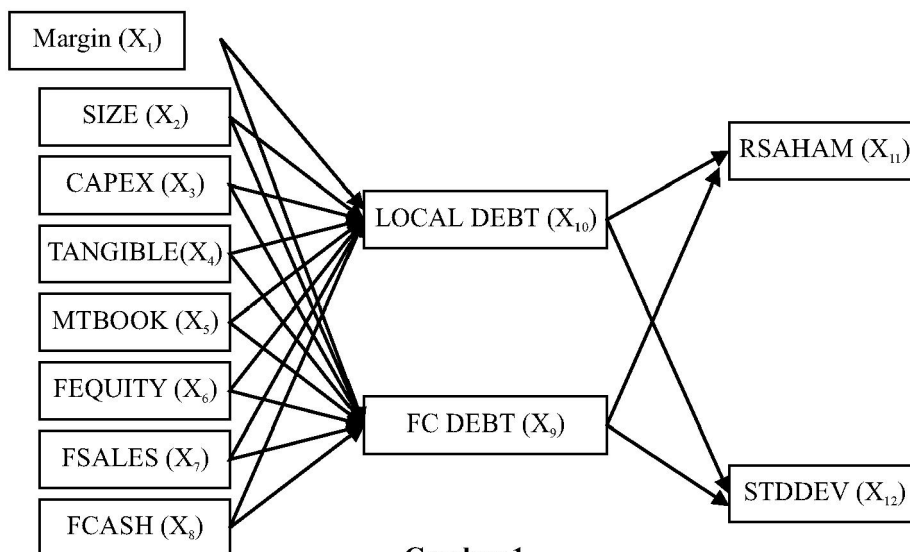 Margin (X₁)
SIZE (X₂)
CAPEX (X₃)
TANGIBLE(X₄)
MTBOOK (X₅)
FEQUITY (X₆)
FSALES (X₇)
FCASH (X₈)
LOCAL DEBT (X₁₀)
FC DEBT (X₉)
RSAHAM (X₁₁)
STDDEV (X₁₂)